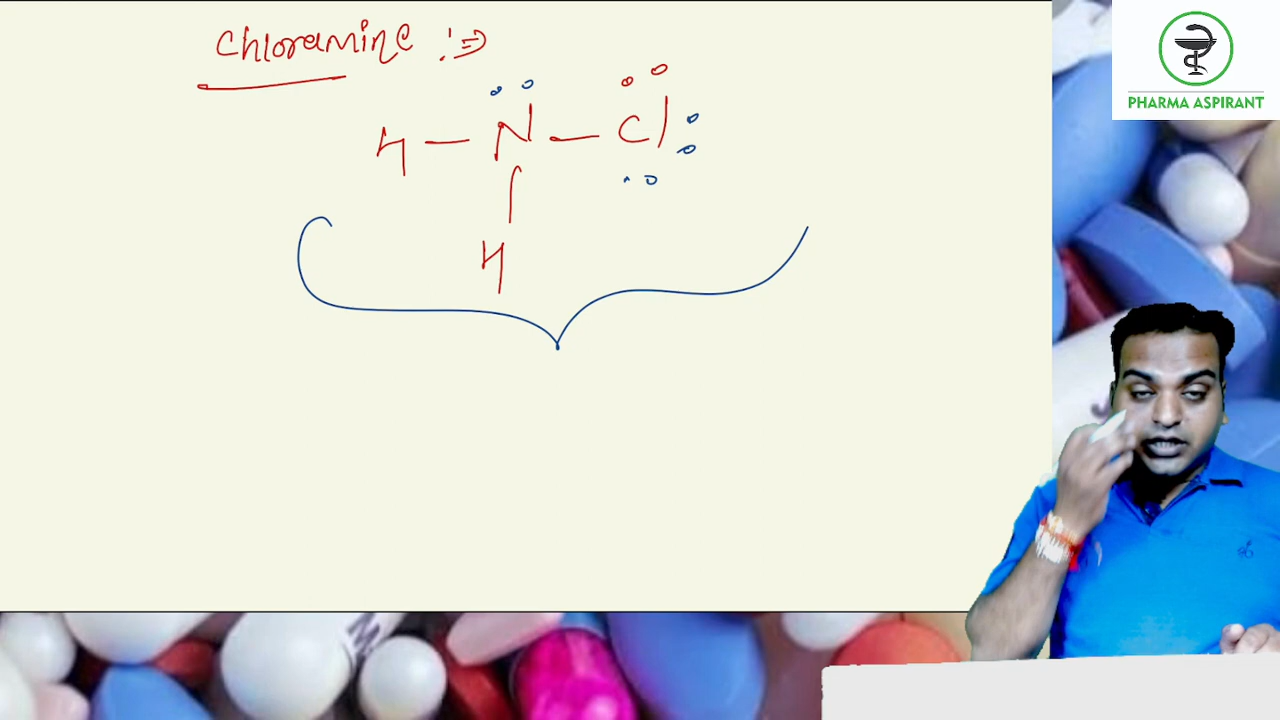 Chloramine :⇒
PHARMA ASPIRANT
H — N — Cl
H